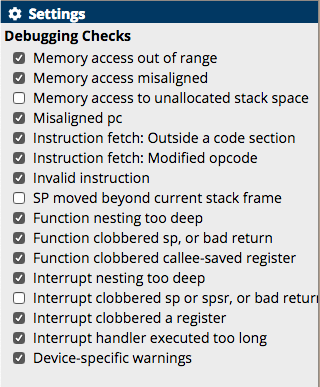 Settings
Debugging Checks
Memory access out of range
Memory access misaligned
Memory access to unallocated stack space
Misaligned pc
Instruction fetch: Outside a code section
Instruction fetch: Modified opcode
Invalid instruction
SP moved beyond current stack frame
Function nesting too deep
Function clobbered sp, or bad return
Function clobbered callee-saved register
Interrupt nesting too deep
Interrupt clobbered sp or spsr, or bad return
Interrupt clobbered a register
Interrupt handler executed too long
Device-specific warnings